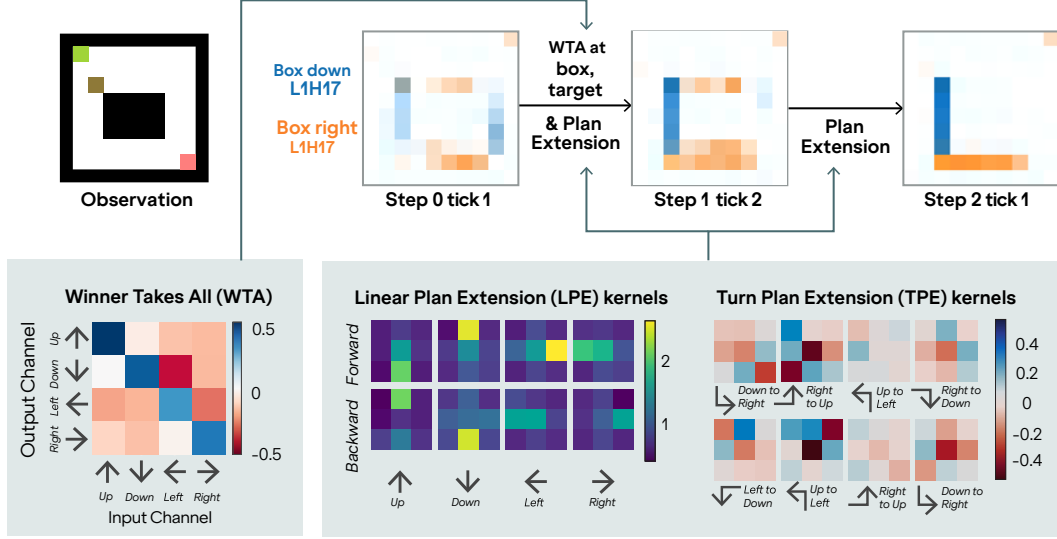 Observation
Box down
L1H17
Box right
L1H17
Step 0 tick 1
WTA at
box,
target
& Plan
Extension
Step 1 tick 2
Plan
Extension
Step 2 tick 1
Winner Takes All (WTA)
Output Channel
Up
Down
Left
Right
0.5
0
-0.5
Up
Down
Left
Right
Input Channel
Linear Plan Extension (LPE) kernels
Forward
Backward
2
1
Up
Down
Left
Right
Turn Plan Extension (TPE) kernels
Down to
Right
Right
to Up
Up to
Left
Right to
Down
0.4
0.2
0
-0.2
-0.4
Left to
Down
Up to
Left
Right
to Up
Down to
Right